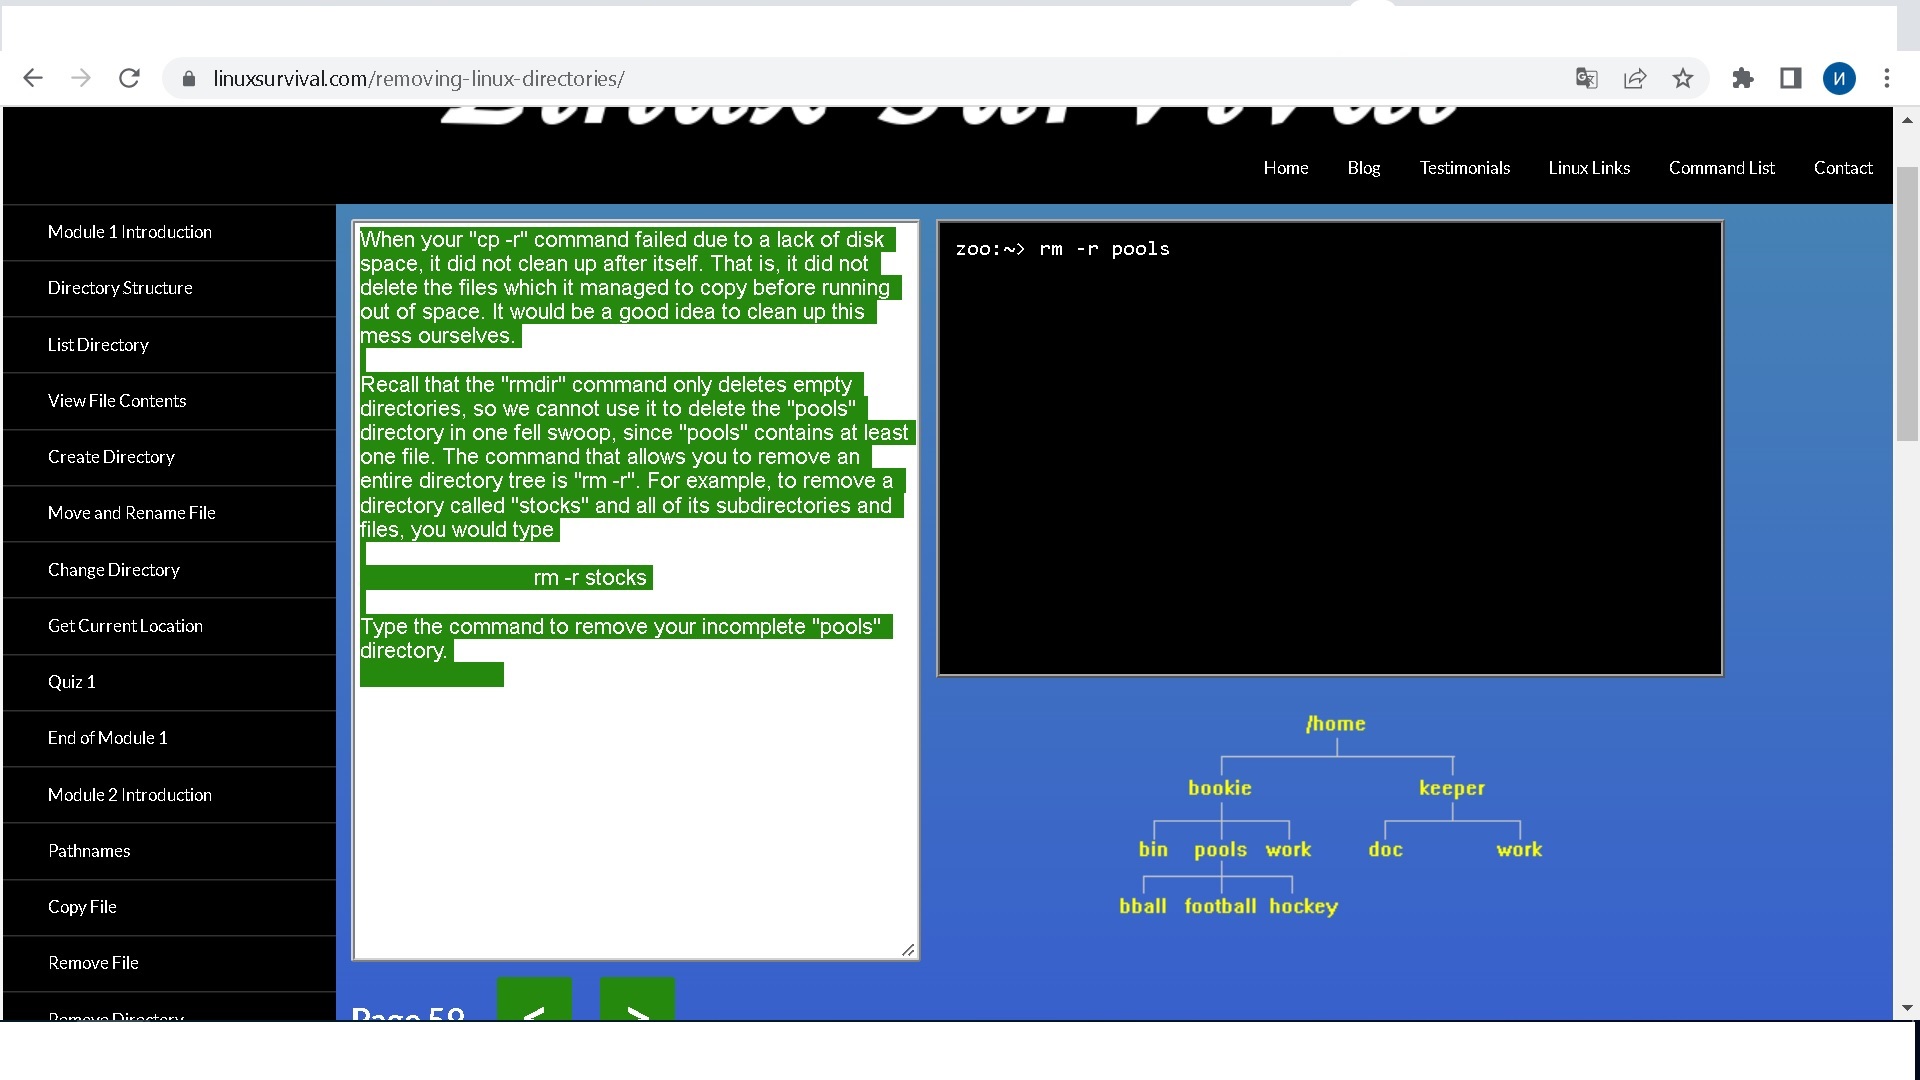 linuxsurvival.com/removing-linux-directories/
И
Linux Survival
Home Blog Testimonials Linux Links Command List Contact
Module 1 Introduction
Directory Structure
List Directory
View File Contents
Create Directory
Move and Rename File
Change Directory
Get Current Location
Quiz 1
End of Module 1
Module 2 Introduction
Pathnames
Copy File
Remove File
Remove Directory
When your "cp -r" command failed due to a lack of disk
space, it did not clean up after itself. That is, it did not
delete the files which it managed to copy before running
out of space. It would be a good idea to clean up this
mess ourselves.
Recall that the "rmdir" command only deletes empty
directories, so we cannot use it to delete the "pools"
directory in one fell swoop, since "pools" contains at least
one file. The command that allows you to remove an
entire directory tree is "rm -r". For example, to remove a
directory called "stocks" and all of its subdirectories and
files, you would type
rm -r stocks
Type the command to remove your incomplete "pools"
directory.
Page 59 < >
zoo:~> rm -r pools
/home
bookie keeper
bin pools work doc work
bball football hockey